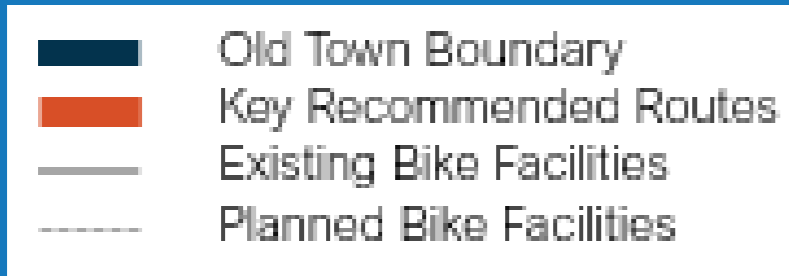 Old Town Boundary
Key Recommended Routes
Existing Bike Facilities
Planned Bike Facilities